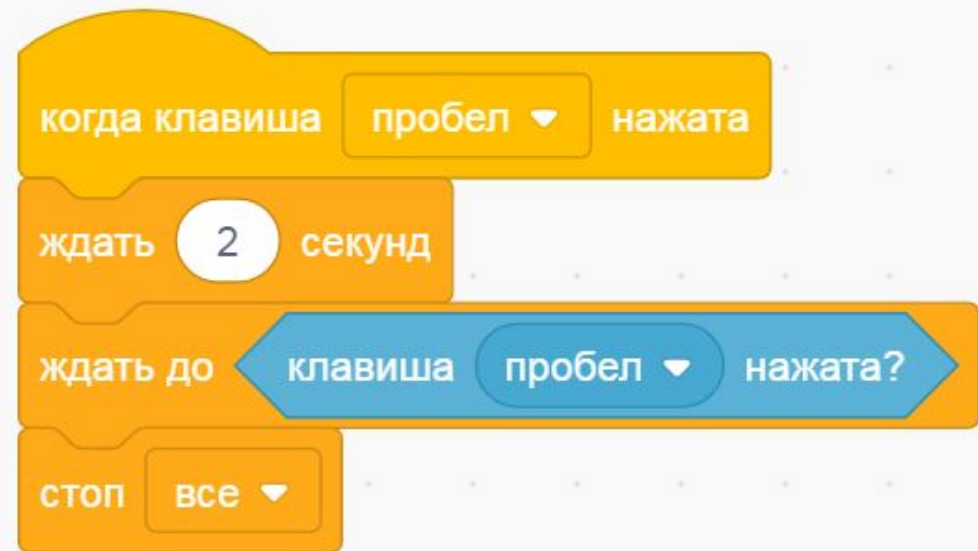 когда клавиша пробел нажата
ждать 2 секунд
ждать до клавиша пробел нажата?
стоп все